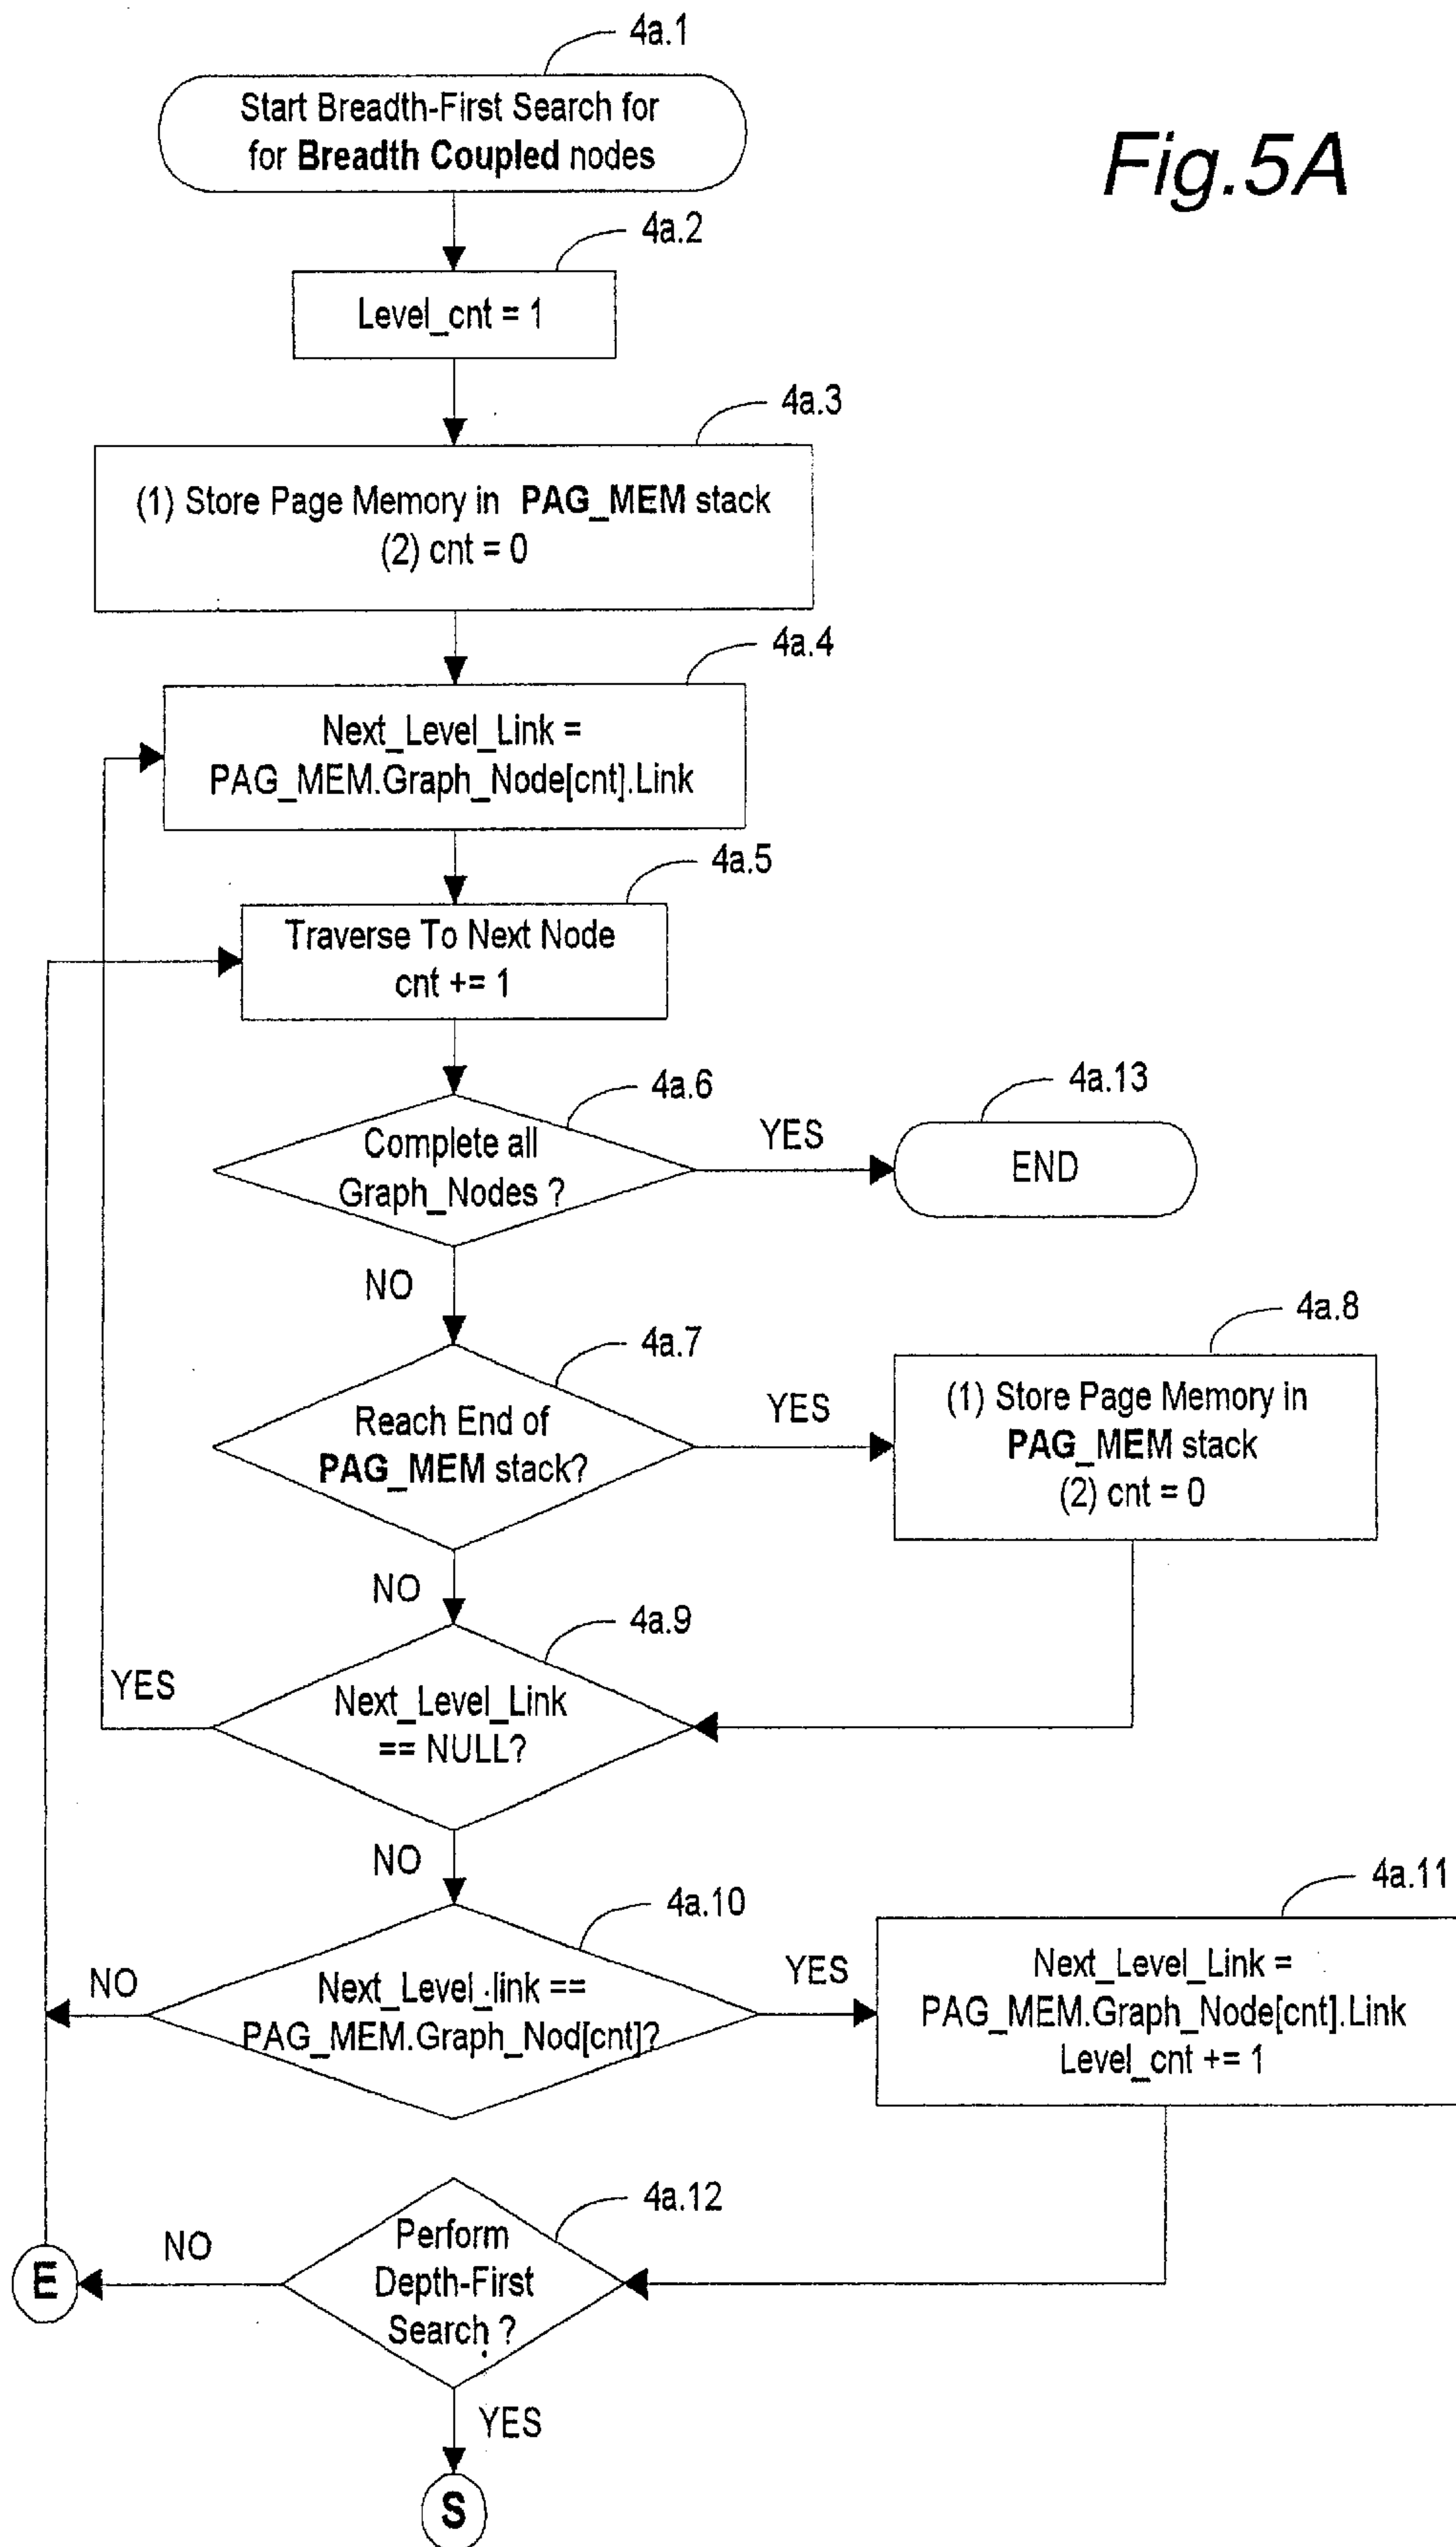 4a.1
Start Breadth-First Search for
for Breadth Coupled nodes
Fig.5A
4a.2
Level_cnt = 1
4a.3
(1) Store Page Memory in PAG_MEM stack
(2) cnt = 0
4a.4
Next_Level_Link =
PAG_MEM.Graph_Node[cnt].Link
4a.5
Traverse To Next Node
cnt += 1
4a.6
Complete all
Graph_Nodes ?
YES
4a.13
END
NO
4a.7
Reach End of
PAG_MEM stack?
YES
4a.8
(1) Store Page Memory in
PAG_MEM stack
(2) cnt = 0
NO
4a.9
YES
Next_Level_Link
== NULL?
NO
4a.10
NO
Next_Level_link ==
PAG_MEM.Graph_Nod[cnt]?
YES
4a.11
Next_Level_Link =
PAG_MEM.Graph_Node[cnt].Link
Level_cnt += 1
4a.12
Perform
Depth-First
Search ?
NO
E
YES
S